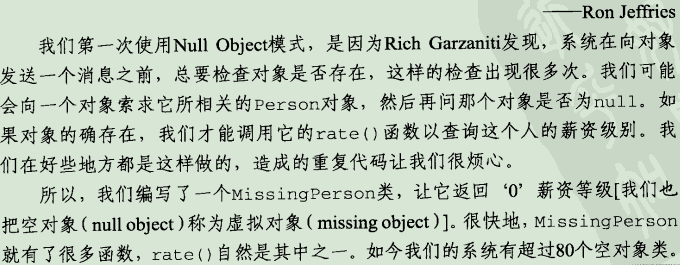 ——Ron Jeffries
我们第一次使用Null Object模式，是因为Rich Garzaniti发现，系统在向对象
发送一个消息之前，总要检查对象是否存在，这样的检查出现很多次。我们可能
会向一个对象索求它所相关的Person对象，然后再问那个对象是否为null。如
果对象的确存在，我们才能调用它的rate()函数以查询这个人的薪资级别。我
们在好些地方都是这样做的，造成的重复代码让我们很烦心。
所以，我们编写了一个MissingPerson类，让它返回‘0’薪资等级[我们也
把空对象（null object）称为虚拟对象（missing object）]。很快地，MissingPerson
就有了很多函数，rate()自然是其中之一。如今我们的系统有超过80个空对象类。